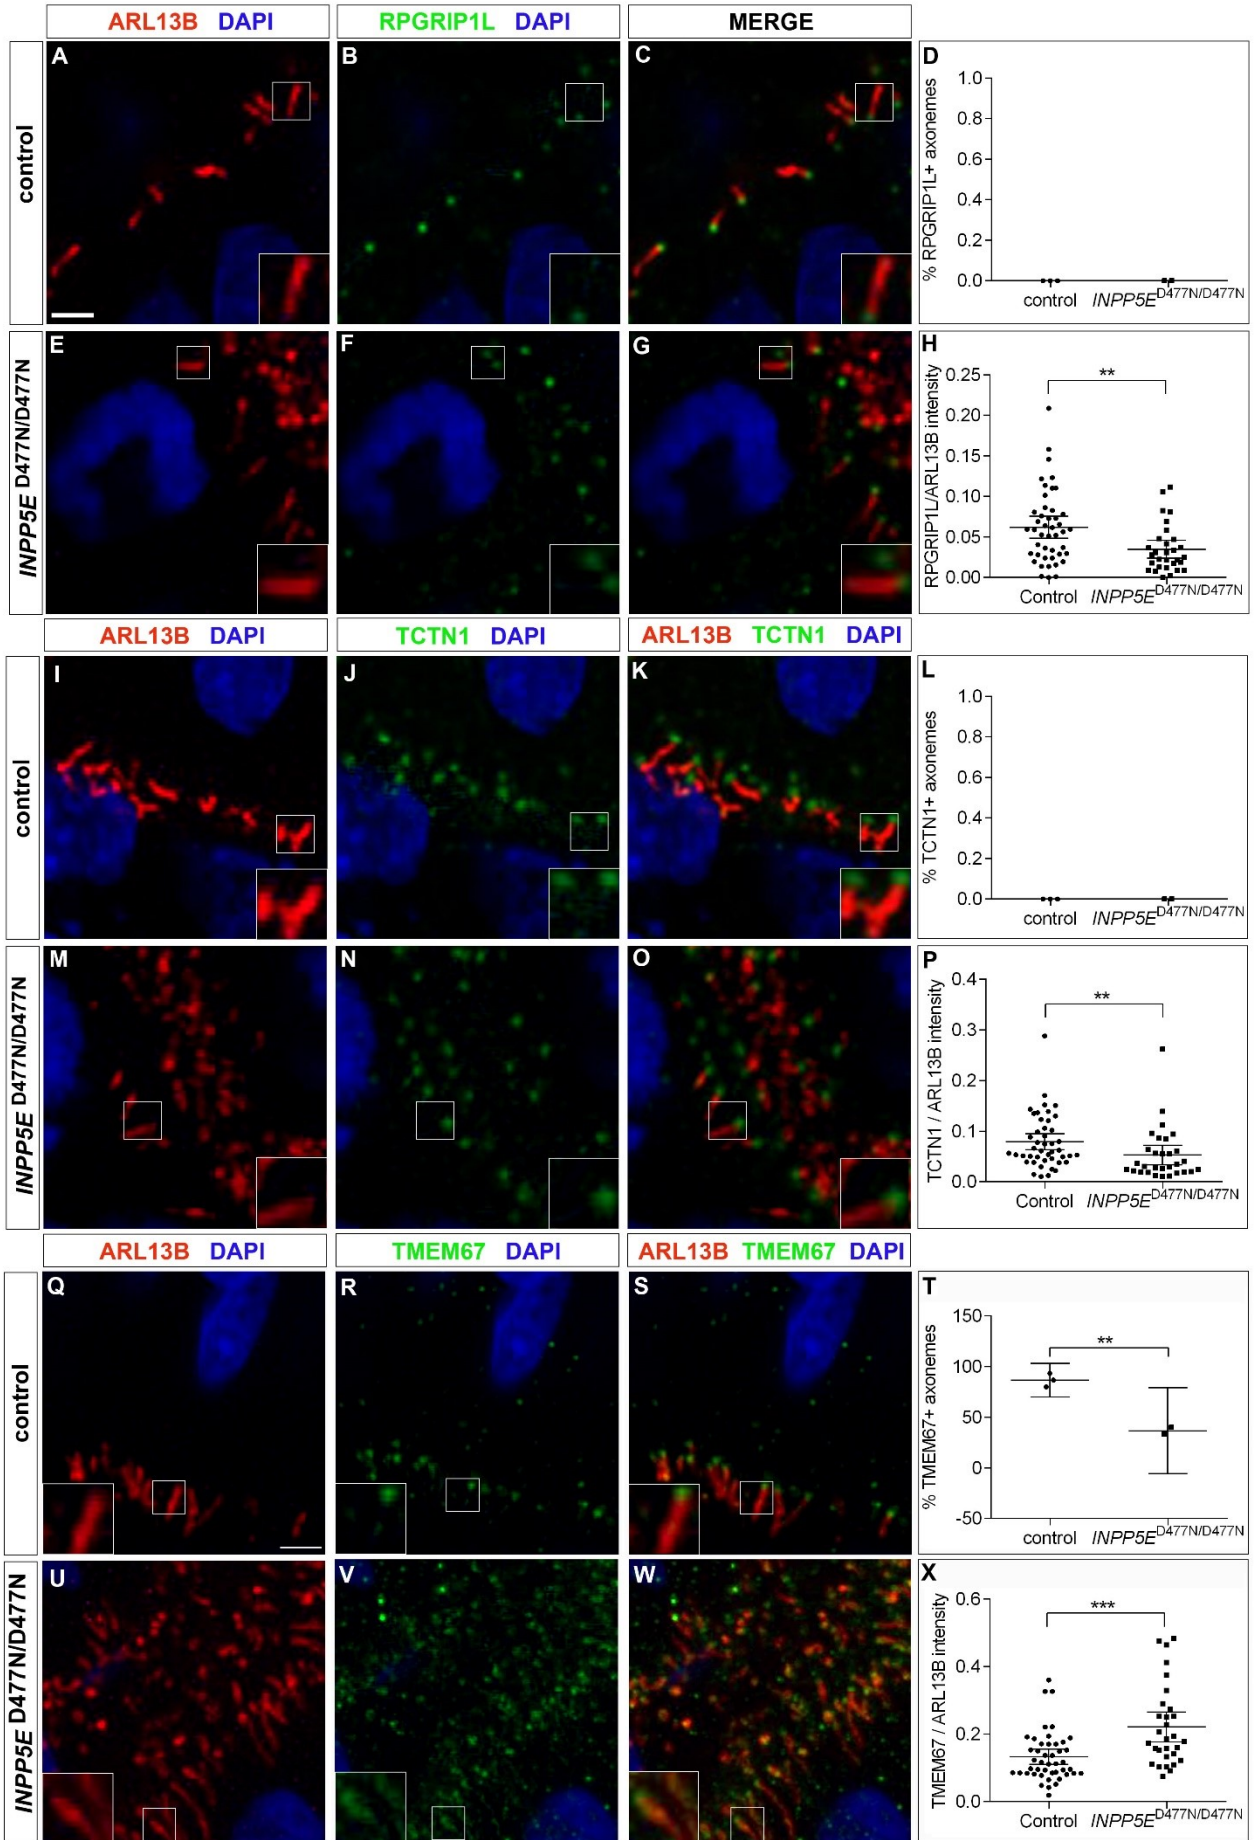 ARL13B DAPI RPGRIP1L DAPI MERGE
control
A B C D
% RPGRIP1L+ axonemes
1.0
0.8
0.6
0.4
0.2
0.0
control INPP5E D477N/D477N
INPP5E D477N/D477N
E F G H
RPGRIP1L/ARL13B intensity
**
0.25
0.20
0.15
0.10
0.05
0.00
Control INPP5E D477N/D477N
ARL13B DAPI TCTN1 DAPI ARL13B TCTN1 DAPI
control
I J K L
% TCTN1+ axonemes
1.0
0.8
0.6
0.4
0.2
0.0
control INPP5E D477N/D477N
INPP5E D477N/D477N
M N O P
TCTN1 / ARL13B intensity
**
0.4
0.3
0.2
0.1
0.0
Control INPP5E D477N/D477N
ARL13B DAPI TMEM67 DAPI ARL13B TMEM67 DAPI
control
Q R S T
% TMEM67+ axonemes
**
150
100
50
0
-50
control INPP5E D477N/D477N
INPP5E D477N/D477N
U V W X
TMEM67 / ARL13B intensity
***
0.6
0.4
0.2
0.0
Control INPP5E D477N/D477N